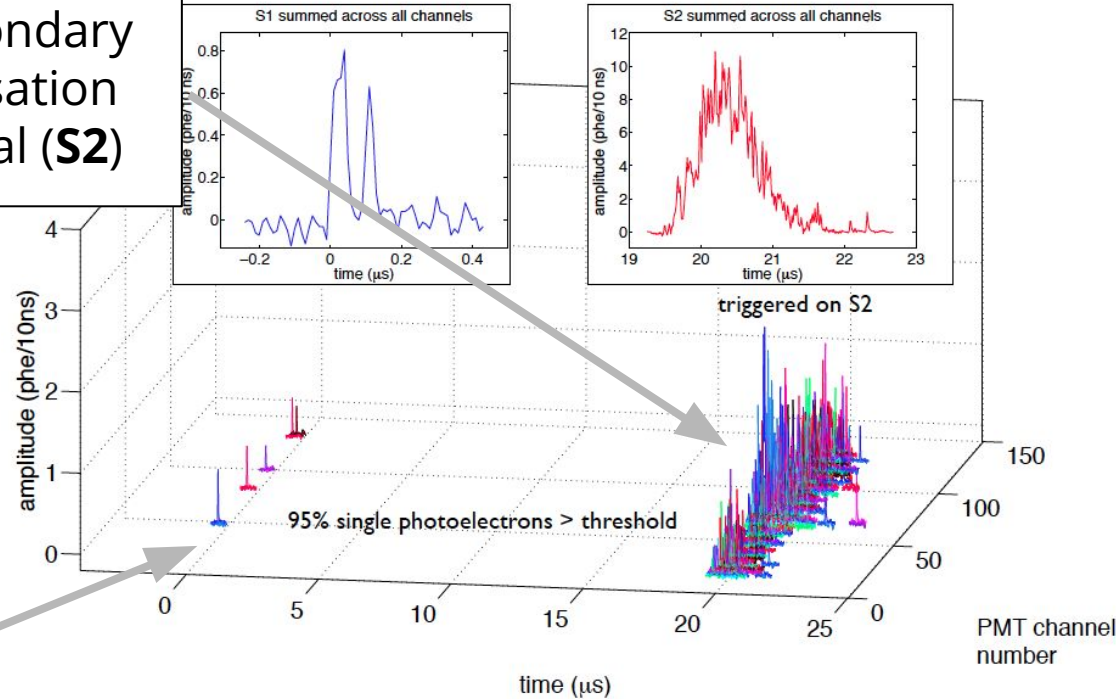 ondary
sation
al (S2)
S1 summed across all channels
amplitude (phe/10 ns)
0.8
0.6
0.4
0.2
0
−0.2
0
0.2
0.4
time (μs)
S2 summed across all channels
amplitude (phe/10 ns)
12
10
8
6
4
2
0
19
20
21
22
23
time (μs)
triggered on S2
amplitude (phe/10ns)
4
3
2
1
0
95% single photoelectrons > threshold
0
5
10
15
20
25
time (μs)
0
50
100
150
PMT channel
number